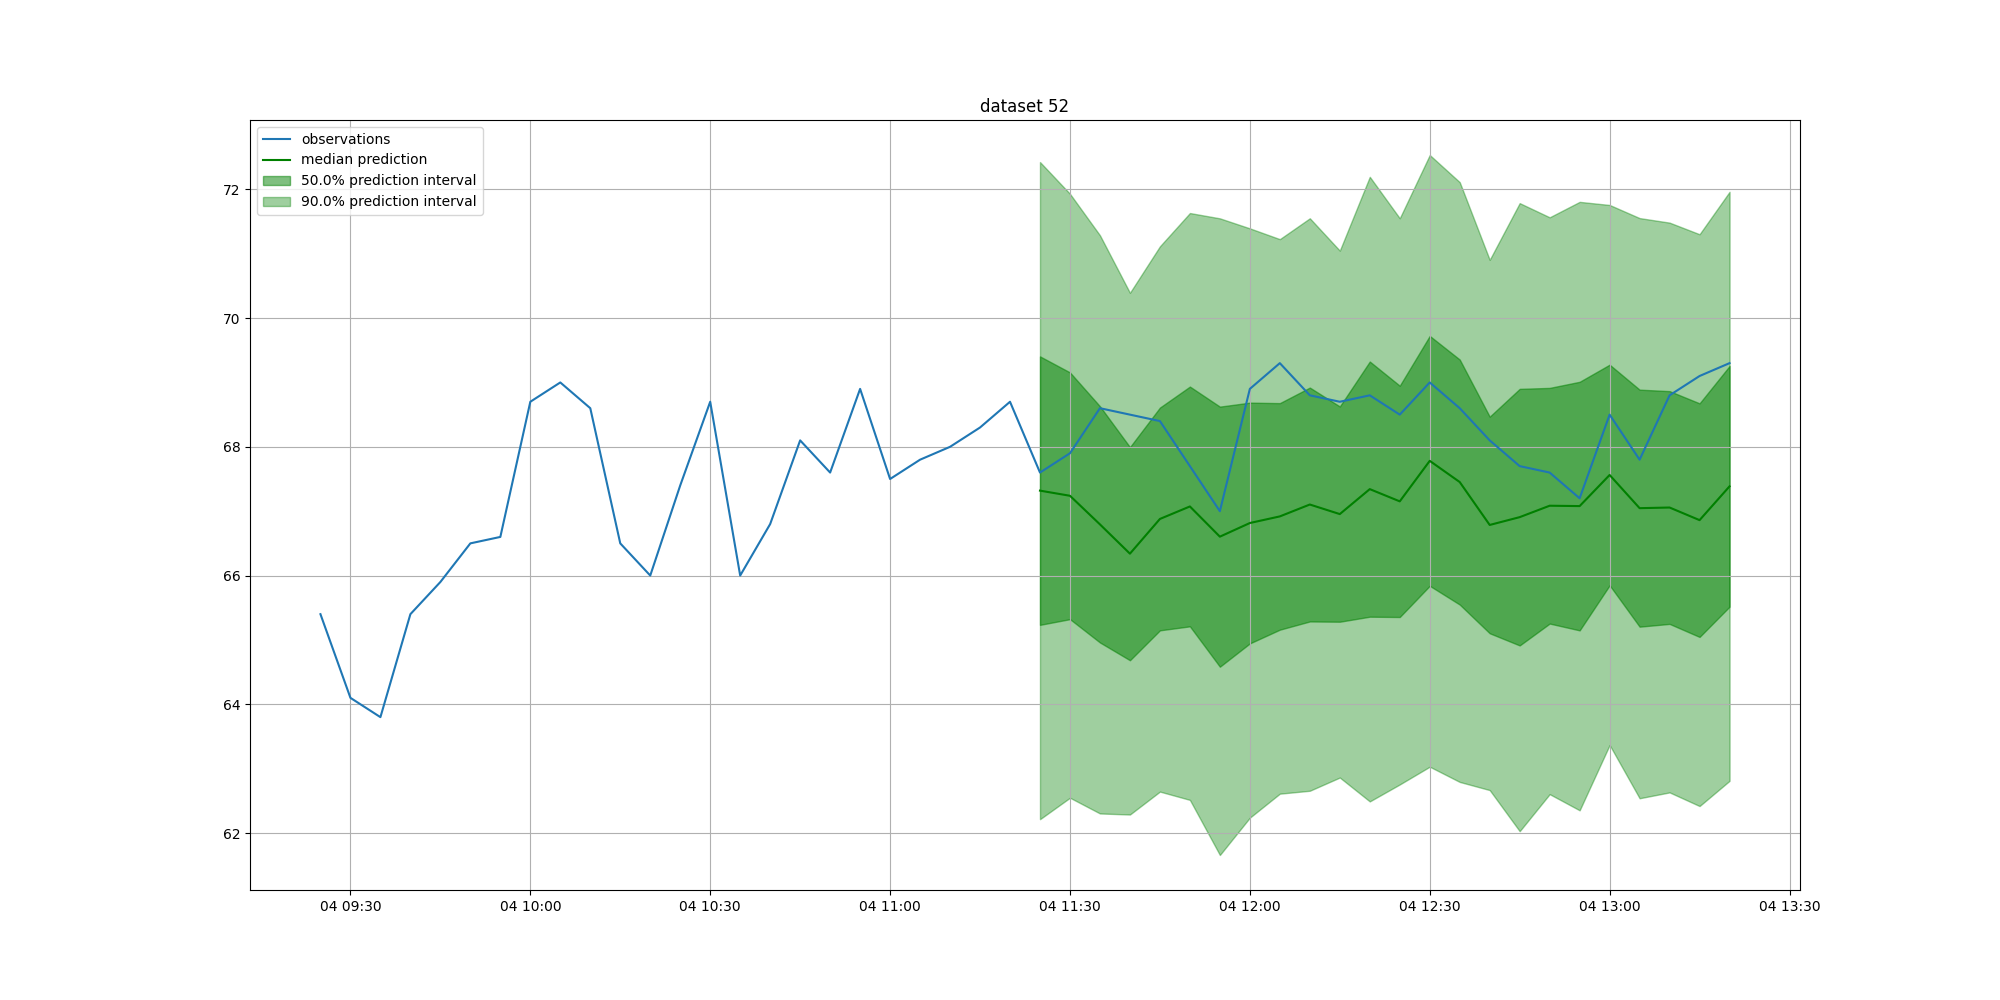 dataset 52
observations
median prediction
50.0% prediction interval
90.0% prediction interval
72
70
68
66
64
62
04 09:30 04 10:00 04 10:30 04 11:00 04 11:30 04 12:00 04 12:30 04 13:00 04 13:30